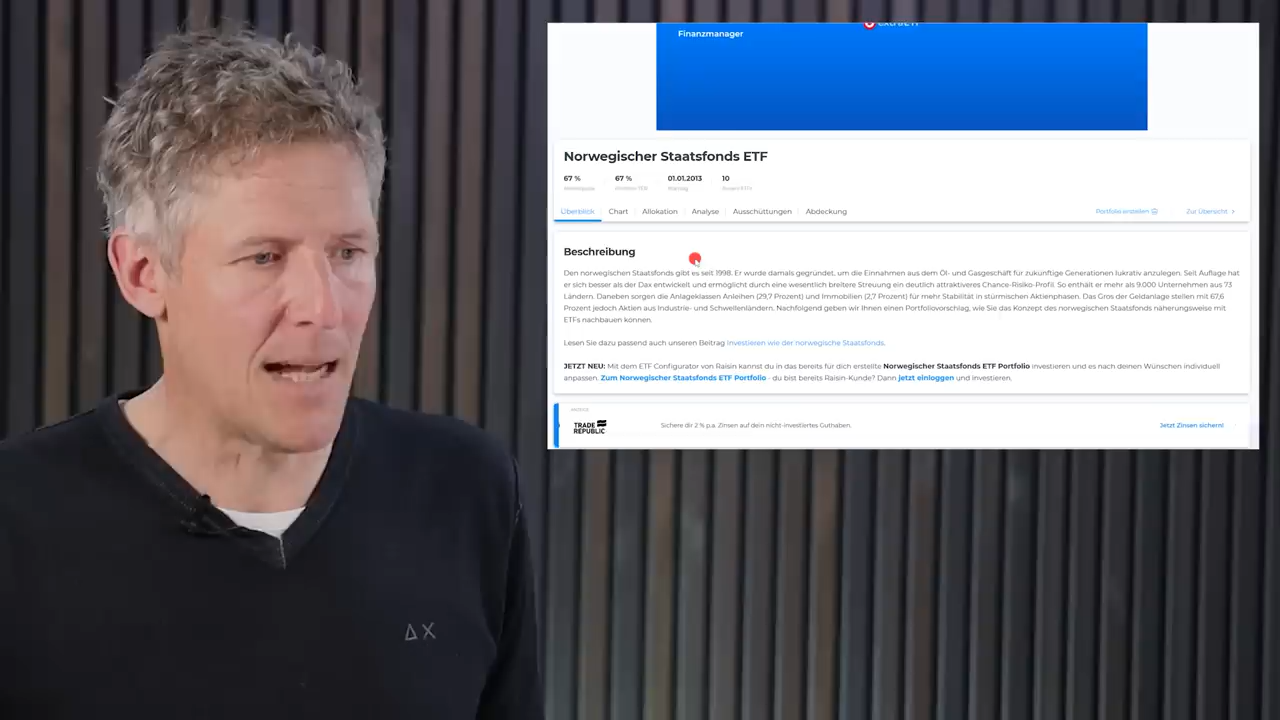 Finanzmanager
extraETF
Norwegischer Staatsfonds ETF
67 %
67 %
01.01.2013
10
Überblick
Chart
Allokation
Analyse
Ausschüttungen
Abdeckung
Portfolio erstellen
Zur Übersicht
Beschreibung
Den norwegischen Staatsfonds gibt es seit 1998. Er wurde damals gegründet, um die Einnahmen aus dem Öl- und Gasgeschäft für zukünftige Generationen lukrativ anzulegen. Seit Auflage hat
er sich besser als der Dax entwickelt und ermöglicht durch eine wesentlich breitere Streuung ein deutlich attraktiveres Chance-Risiko-Profil. So enthält er mehr als 9.000 Unternehmen aus 73
Ländern. Daneben sorgen die Anlageklassen Anleihen (29,7 Prozent) und Immobilien (2,7 Prozent) für mehr Stabilität in stürmischen Aktienphasen. Das Gros der Geldanlage stellen mit 67,6
Prozent jedoch Aktien aus Industrie- und Schwellenländern. Nachfolgend geben wir Ihnen einen Portfoliovorschlag, wie Sie das Konzept des norwegischen Staatsfonds näherungsweise mit
ETFs nachbauen können.
Lesen Sie dazu passend auch unseren Beitrag Investieren wie der norwegische Staatsfonds.
JETZT NEU: Mit dem ETF Configurator von Raisin kannst du in das bereits für dich erstellte Norwegischer Staatsfonds ETF Portfolio investieren und es nach deinen Wünschen individuell
anpassen. Zum Norwegischer Staatsfonds ETF Portfolio - du bist bereits Raisin-Kunde? Dann jetzt einloggen und investieren.
ANZEIGE
TRADE
REPUBLIC
Sichere dir 2 % p.a. Zinsen auf dein nicht-investiertes Guthaben.
Jetzt Zinsen sichern!